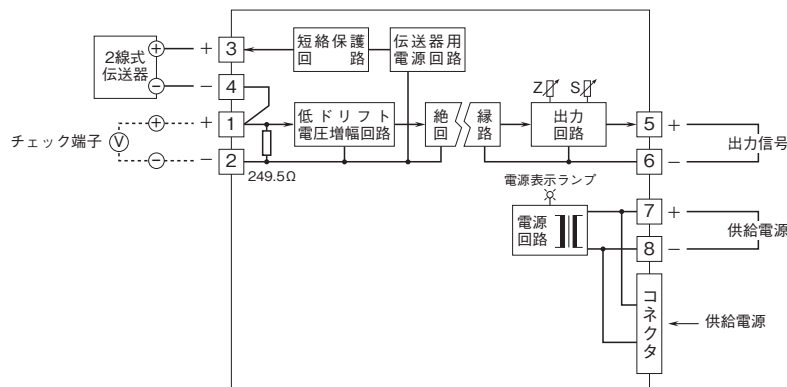 2線式
伝送器
+
−
+
−
3
4
短絡保護
回路
伝送器用
電源回路
チェック端子
V
+
−
+
−
1
2
249.5Ω
低ドリフト
電圧増幅回路
絶縁
回路
Z
S
出力
回路
5
6
+
−
出力信号
電源表示ランプ
電源
回路
7
8
+
−
供給電源
コネクタ
供給電源